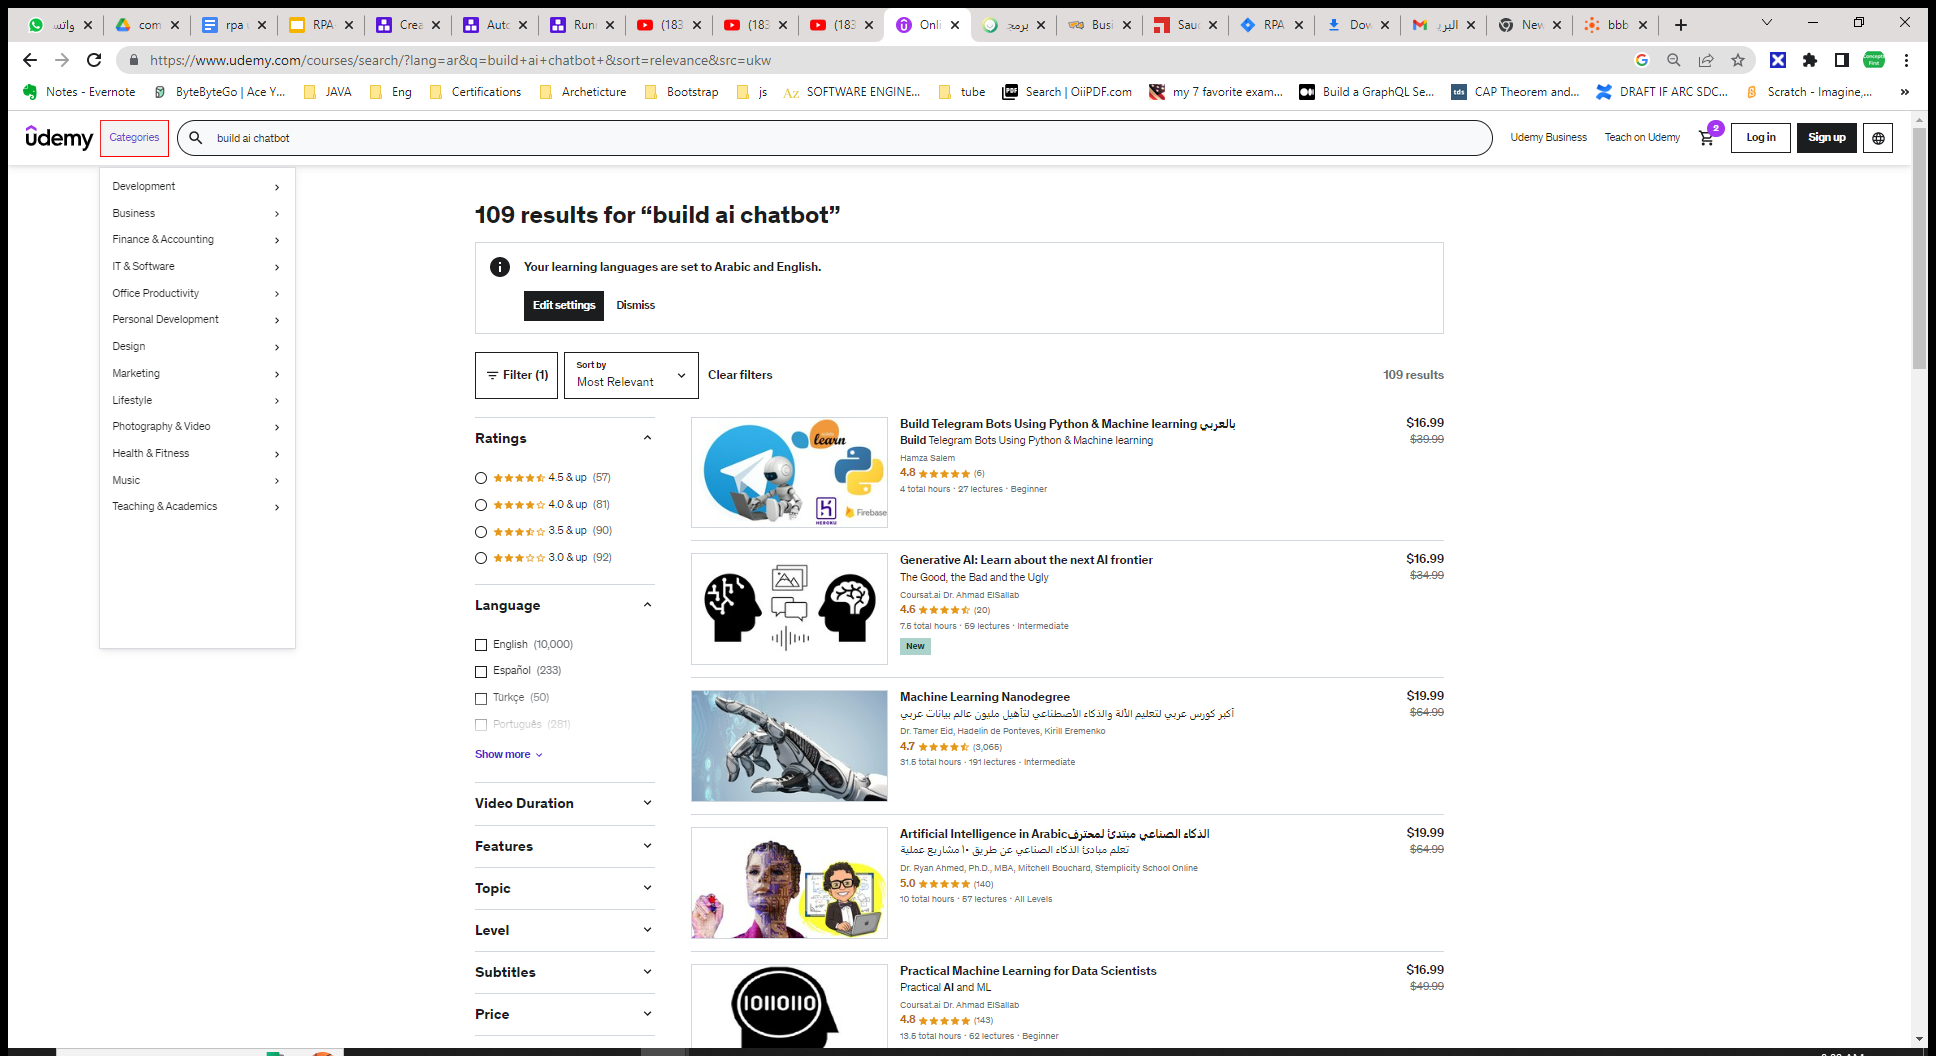 واتس
com
rpa
RPA
Crea
Auto
Runn
(183
(183
(183
Onli
برمج
Busi
Sauc
RPA
Dow
البري
New
bbb
https://www.udemy.com/courses/search/?lang=ar&q=build+ai+chatbot+&sort=relevance&src=ukw
Notes - Evernote
ByteByteGo | Ace Y...
JAVA
Eng
Certifications
Archeticture
Bootstrap
js
Az SOFTWARE ENGINE...
tube
PDF Search | OiiPDF.com
my 7 favorite exam...
Build a GraphQL Se...
tds CAP Theorem and...
DRAFT IF ARC SDC...
Scratch - Imagine,...
»
udemy
Categories
build ai chatbot
Udemy Business
Teach on Udemy
2
Log in
Sign up
Development
Business
Finance & Accounting
IT & Software
Office Productivity
Personal Development
Design
Marketing
Lifestyle
Photography & Video
Health & Fitness
Music
Teaching & Academics
109 results for “build ai chatbot”
Your learning languages are set to Arabic and English.
Edit settings
Dismiss
Filter (1)
Sort by
Most Relevant
Clear filters
109 results
Ratings
4.5 & up (57)
4.0 & up (81)
3.5 & up (90)
3.0 & up (92)
Language
English (10,000)
Español (233)
Türkçe (50)
Português (281)
Show more
Video Duration
Features
Topic
Level
Subtitles
Price
learn
HEROKU
Firebase
Build Telegram Bots Using Python & Machine learning بالعربي
Build Telegram Bots Using Python & Machine learning
Hamza Salem
4.8 (6)
4 total hours · 27 lectures · Beginner
$16.99
$39.99
Generative AI: Learn about the next AI frontier
The Good, the Bad and the Ugly
Coursat.ai Dr. Ahmad ElSallab
4.6 (20)
7.5 total hours · 59 lectures · Intermediate
New
$16.99
$34.99
Machine Learning Nanodegree
أكبر كورس عربي لتعليم الألة والذكاء الأصطناعي لتأهيل مليون عالم بيانات عربي
Dr. Tamer Eid, Hadelin de Ponteves, Kirill Eremenko
4.7 (3,065)
31.5 total hours · 191 lectures · Intermediate
$19.99
$64.99
Artificial Intelligence in Arabicالذكاء الصناعي مبتدئ لمحترف
تعلم مبادئ الذكاء الصناعي عن طريق ١٠ مشاريع عملية
Dr. Ryan Ahmed, Ph.D., MBA, Mitchell Bouchard, Stemplicity School Online
5.0 (140)
10 total hours · 57 lectures · All Levels
$19.99
$64.99
10110110
Practical Machine Learning for Data Scientists
Practical AI and ML
Coursat.ai Dr. Ahmad ElSallab
4.8 (143)
13.5 total hours · 52 lectures · Beginner
$16.99
$49.99